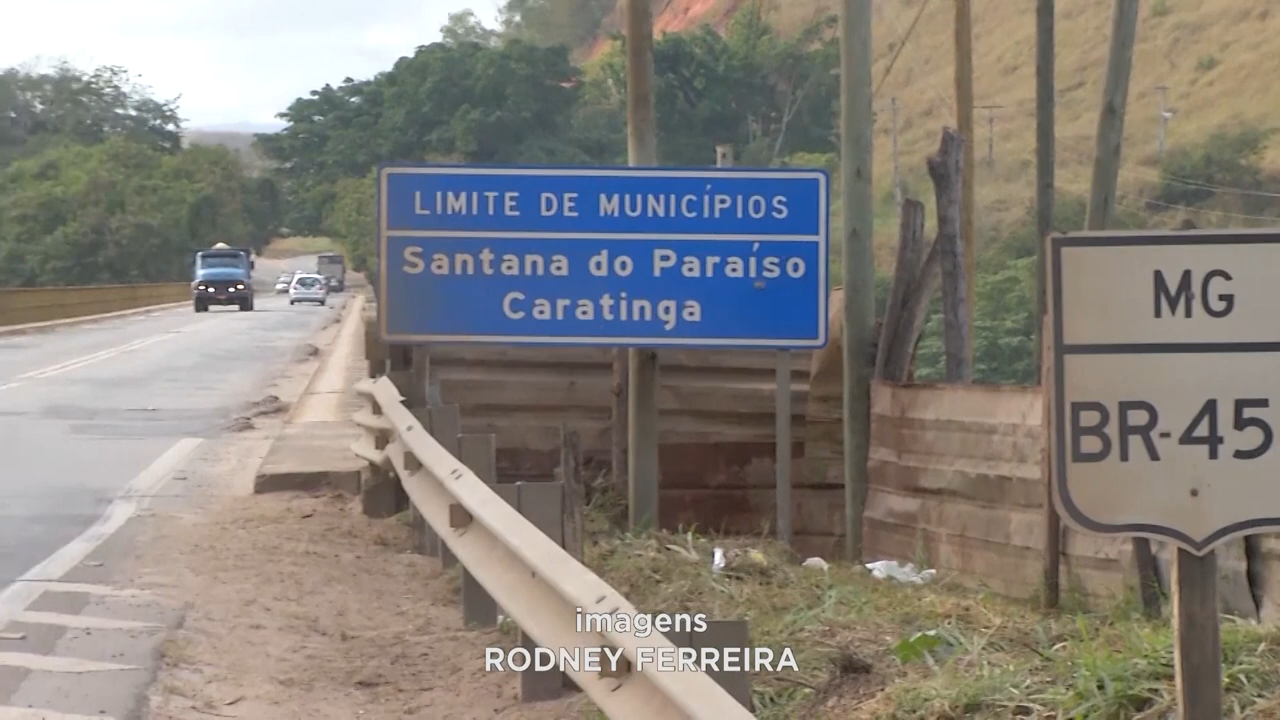 LIMITE DE MUNICÍPIOS
Santana do Paraíso
Caratinga
MG
BR-45
imagens
RODNEY FERREIRA